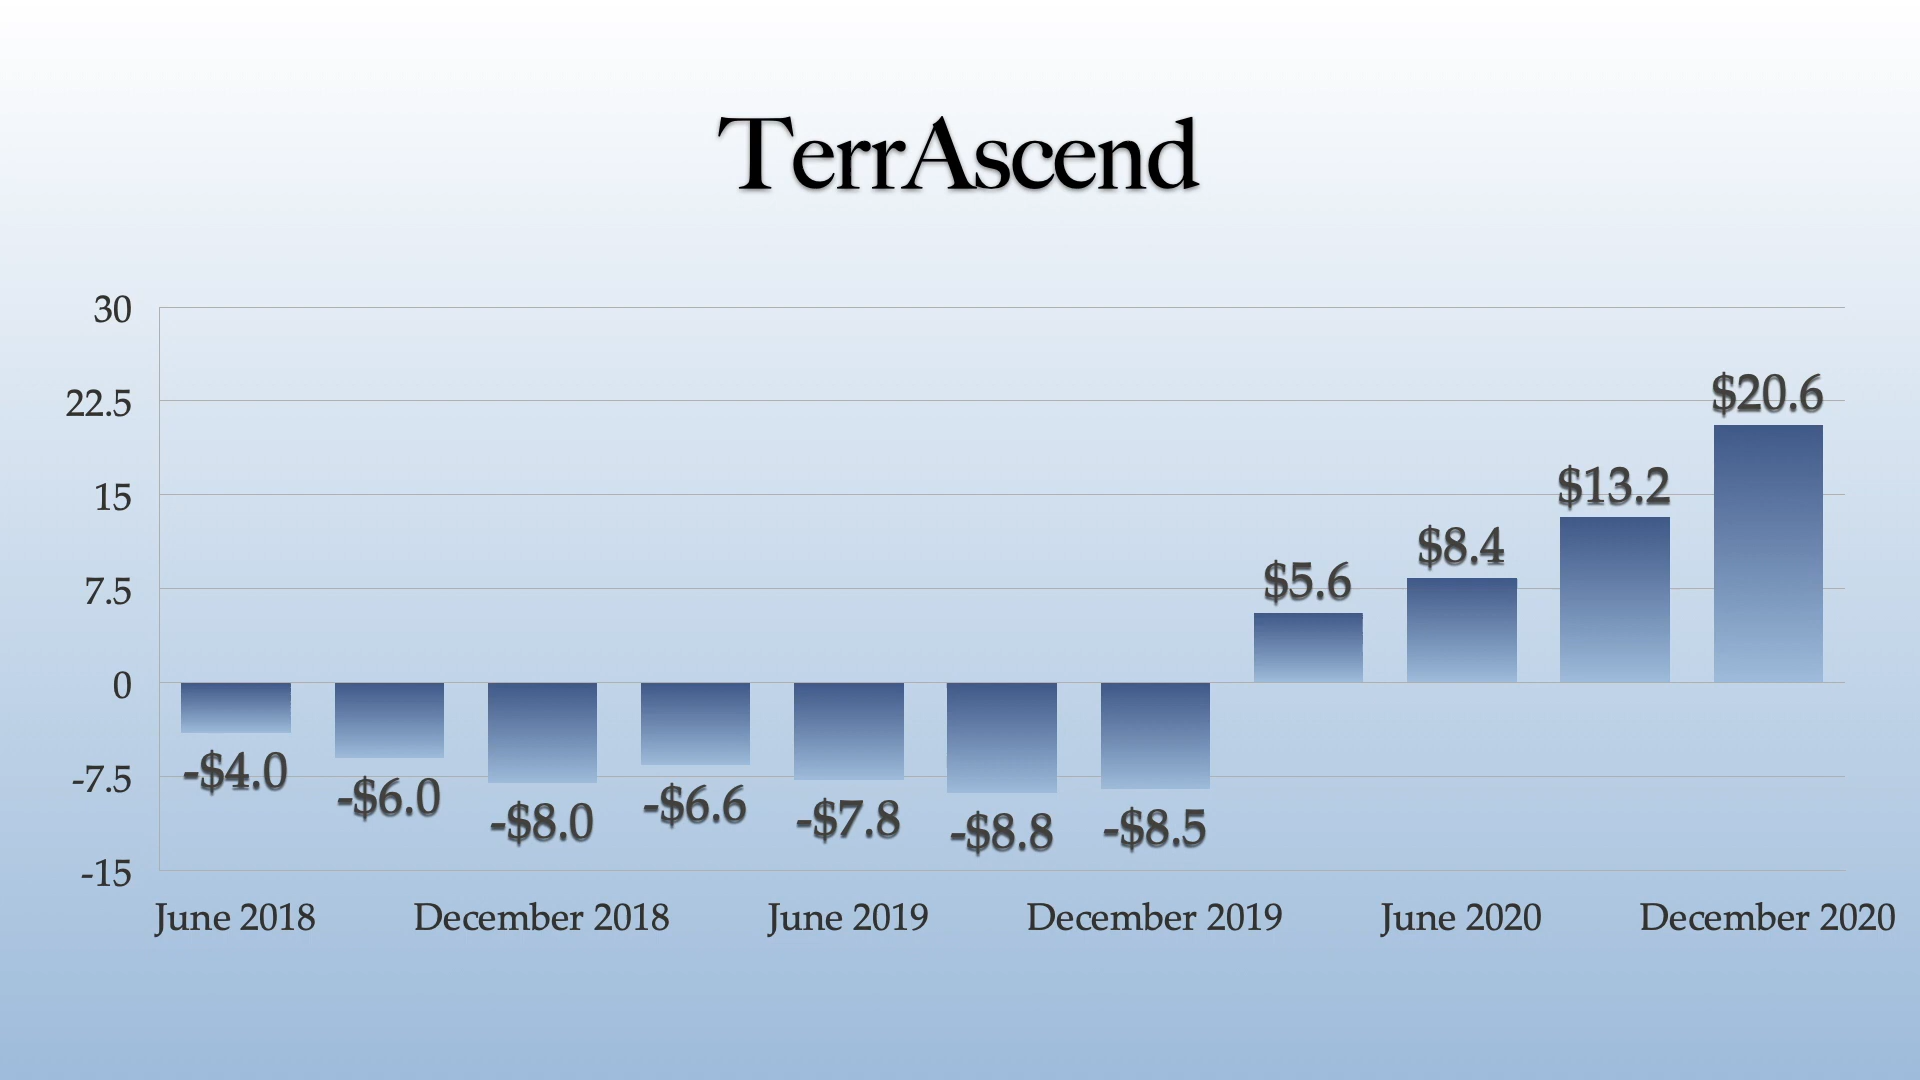 TerrAscend
30
22.5
15
7.5
0
-7.5
-15
-$4.0
-$6.0
-$8.0
-$6.6
-$7.8
-$8.8
-$8.5
$5.6
$8.4
$13.2
$20.6
June 2018
December 2018
June 2019
December 2019
June 2020
December 2020